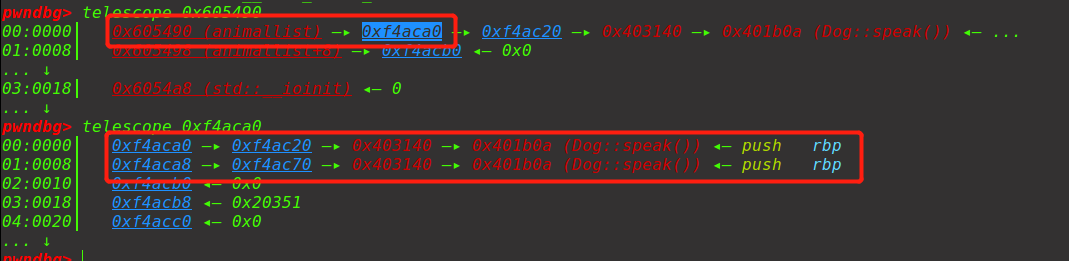 pwndbg> telescope 0x605490
00:0000│ 0x605490 (animallist) —▸ 0xf4aca0 —▸ 0xf4ac20 —▸ 0x403140 —▸ 0x401b0a (Dog::speak()) ◂— ...
01:0008│ 0x605498 (animallist+8) —▸ 0xf4acb0 ◂— 0x0
... ↓
03:0018│ 0x6054a8 (std::__ioinit) ◂— 0
... ↓
pwndbg> telescope 0xf4aca0
00:0000│ 0xf4aca0 —▸ 0xf4ac20 —▸ 0x403140 —▸ 0x401b0a (Dog::speak()) ◂— push rbp
01:0008│ 0xf4aca8 —▸ 0xf4ac70 —▸ 0x403140 —▸ 0x401b0a (Dog::speak()) ◂— push rbp
02:0010│ 0xf4acb0 ◂— 0x0
03:0018│ 0xf4acb8 ◂— 0x20351
04:0020│ 0xf4acc0 ◂— 0x0
... ↓
pwndbg>